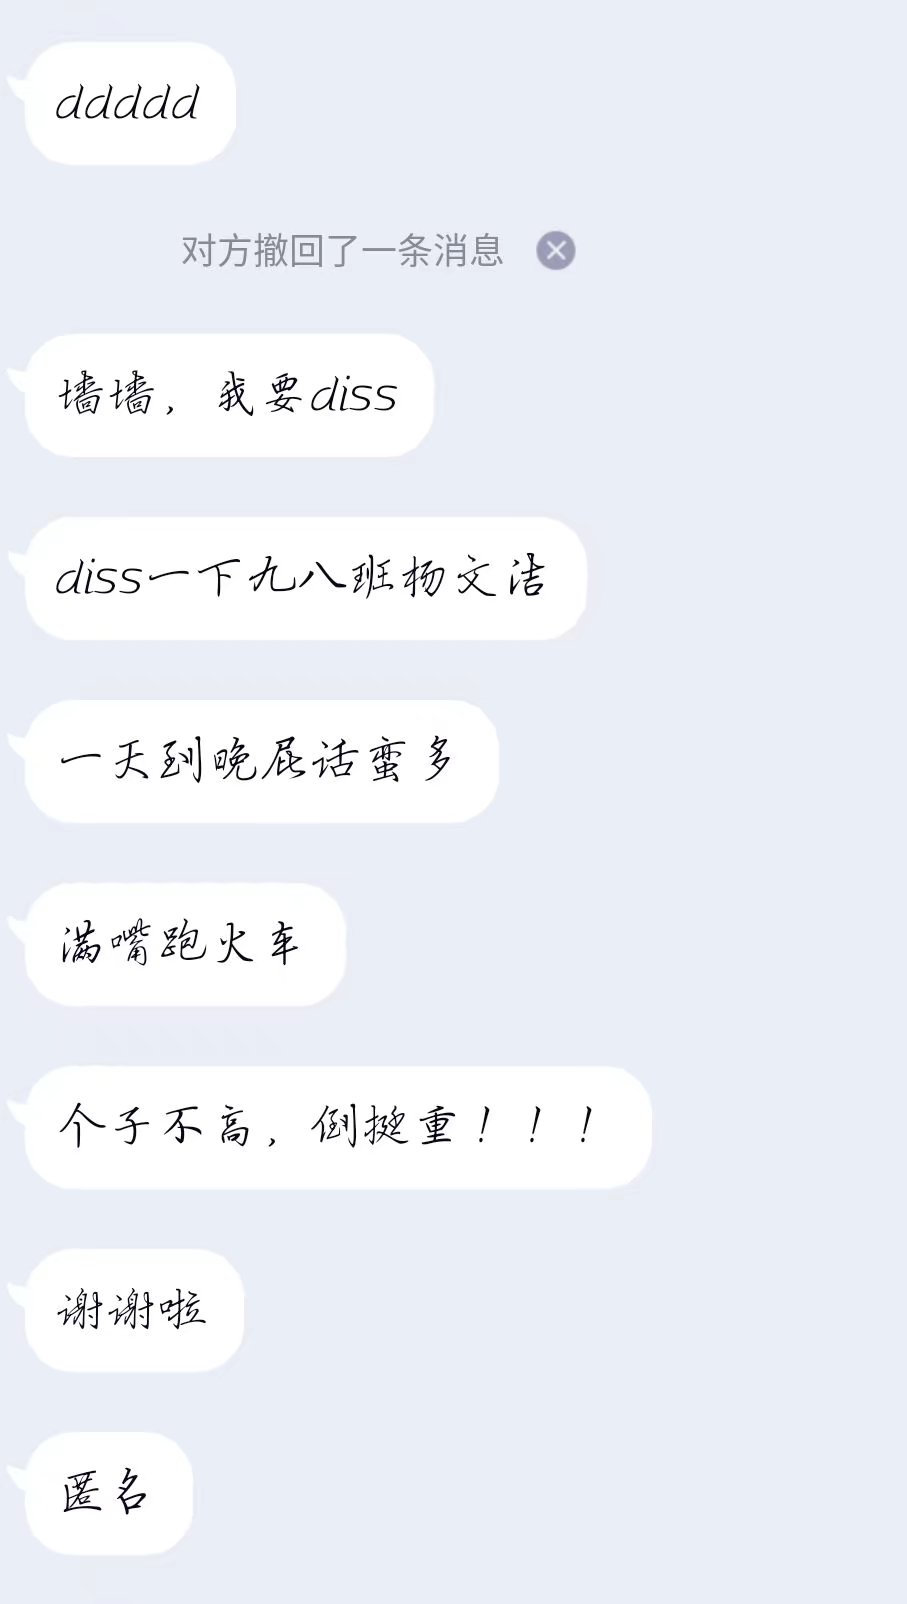 ddddd
对方撤回了一条消息
墙墙，我要diss
diss一下九八班杨文洁
一天到晚屁话蛮多
满嘴跑火车
个子不高，倒挺重！！！
谢谢啦
匿名